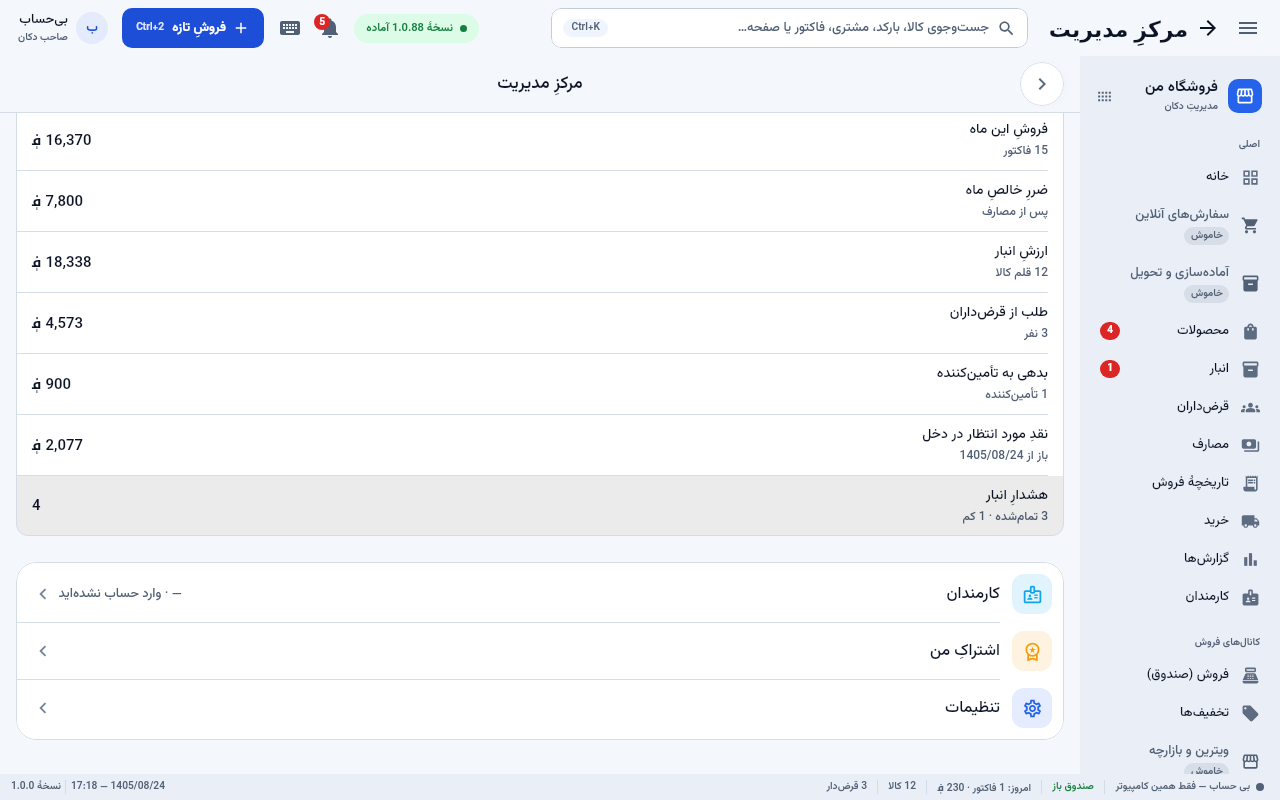 مرکزِ مدیریت
جست‌وجوی کالا، بارکد، مشتری، فاکتور یا صفحه...
Ctrl+K
نسخهٔ 1.0.88 آماده
5
فروشِ تازه
Ctrl+2
ب
بی‌حساب
صاحب دکان
فروشگاه من
مدیریتِ دکان
اصلی
خانه
سفارش‌های آنلاین
خاموش
آماده‌سازی و تحویل
خاموش
محصولات
4
انبار
1
قرض‌داران
مصارف
تاریخچهٔ فروش
خرید
گزارش‌ها
کارمندان
کانال‌های فروش
فروش (صندوق)
تخفیف‌ها
ویترین و بازارچه
خاموش
مرکزِ مدیریت
فروشِ این ماه
15 فاکتور
16,370 ؋
ضررِ خالصِ ماه
پس از مصارف
7,800 ؋
ارزشِ انبار
12 قلم کالا
18,338 ؋
طلب از قرض‌داران
3 نفر
4,573 ؋
بدهی به تأمین‌کننده
1 تأمین‌کننده
900 ؋
نقدِ مورد انتظار در دخل
باز از 1405/08/24
2,077 ؋
هشدارِ انبار
3 تمام‌شده · 1 کم
4
کارمندان
— · وارد حساب نشده‌اید
اشتراکِ من
تنظیمات
بی حساب — فقط همین کامپیوتر
صندوق باز
امروز: 1 فاکتور · 230 ؋
12 کالا
3 قرض‌دار
1405/08/24 — 17:18
نسخهٔ 1.0.0